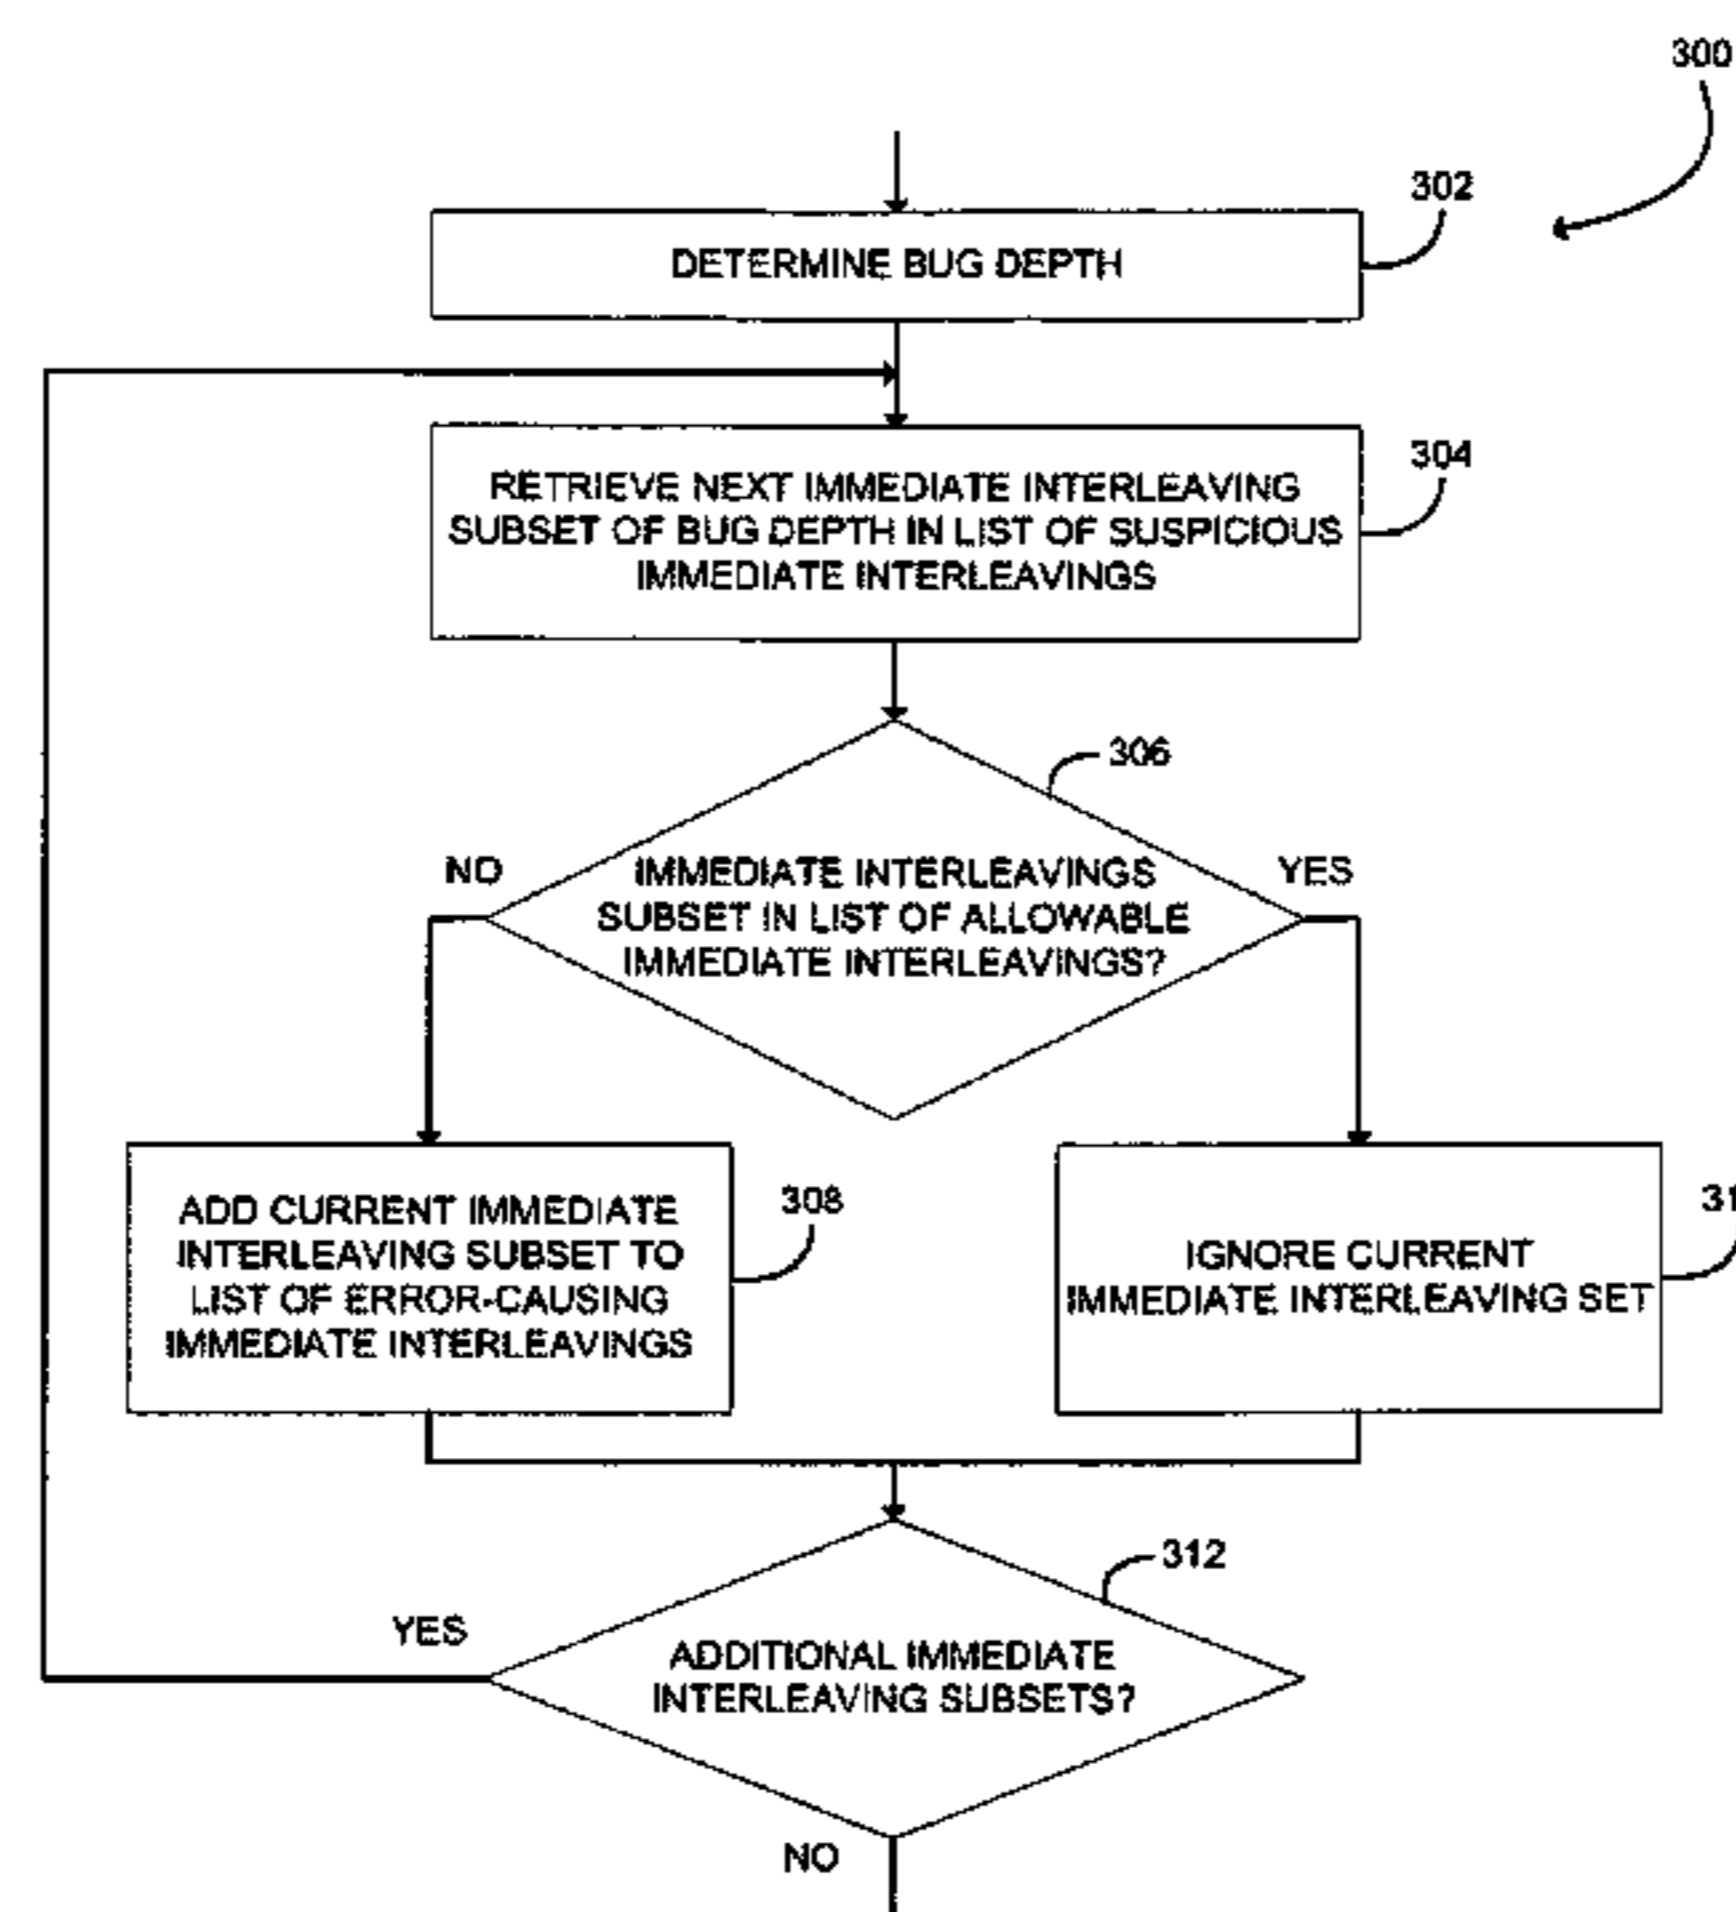 300
302
DETERMINE BUG DEPTH
304
RETRIEVE NEXT IMMEDIATE INTERLEAVING
SUBSET OF BUG DEPTH IN LIST OF SUSPICIOUS
IMMEDIATE INTERLEAVINGS
306
NO
YES
IMMEDIATE INTERLEAVINGS
SUBSET IN LIST OF ALLOWABLE
IMMEDIATE INTERLEAVINGS?
308
ADD CURRENT IMMEDIATE
INTERLEAVING SUBSET TO
LIST OF ERROR-CAUSING
IMMEDIATE INTERLEAVINGS
IGNORE CURRENT
IMMEDIATE INTERLEAVING SET
312
YES
ADDITIONAL IMMEDIATE
INTERLEAVING SUBSETS?
NO